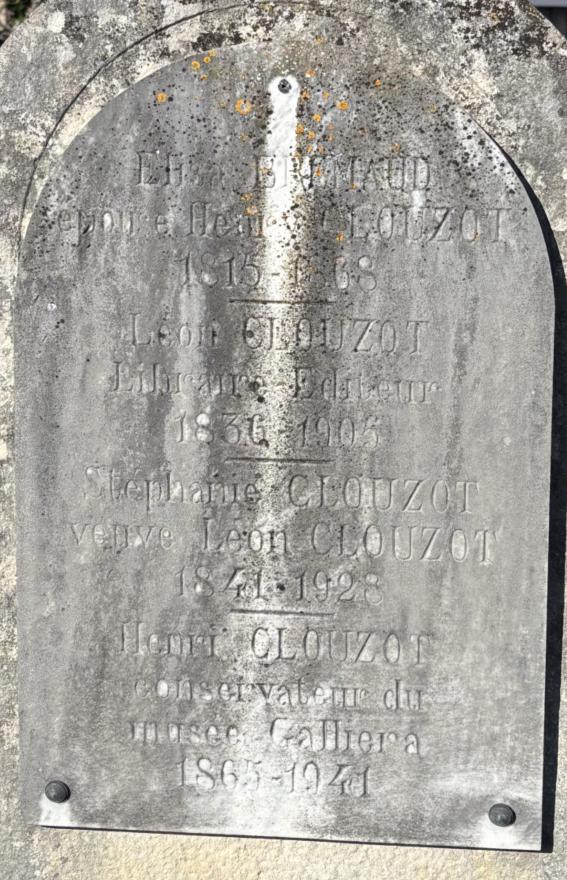 Elisa BREMAUD
épouse Henri CLOUZOT
1815-1868
Léon CLOUZOT
Libraire-Editeur
1836-1905
Stéphanie CLOUZOT
veuve Léon CLOUZOT
1841-1928
Henri CLOUZOT
conservateur du
musée Galliera
1865-1941